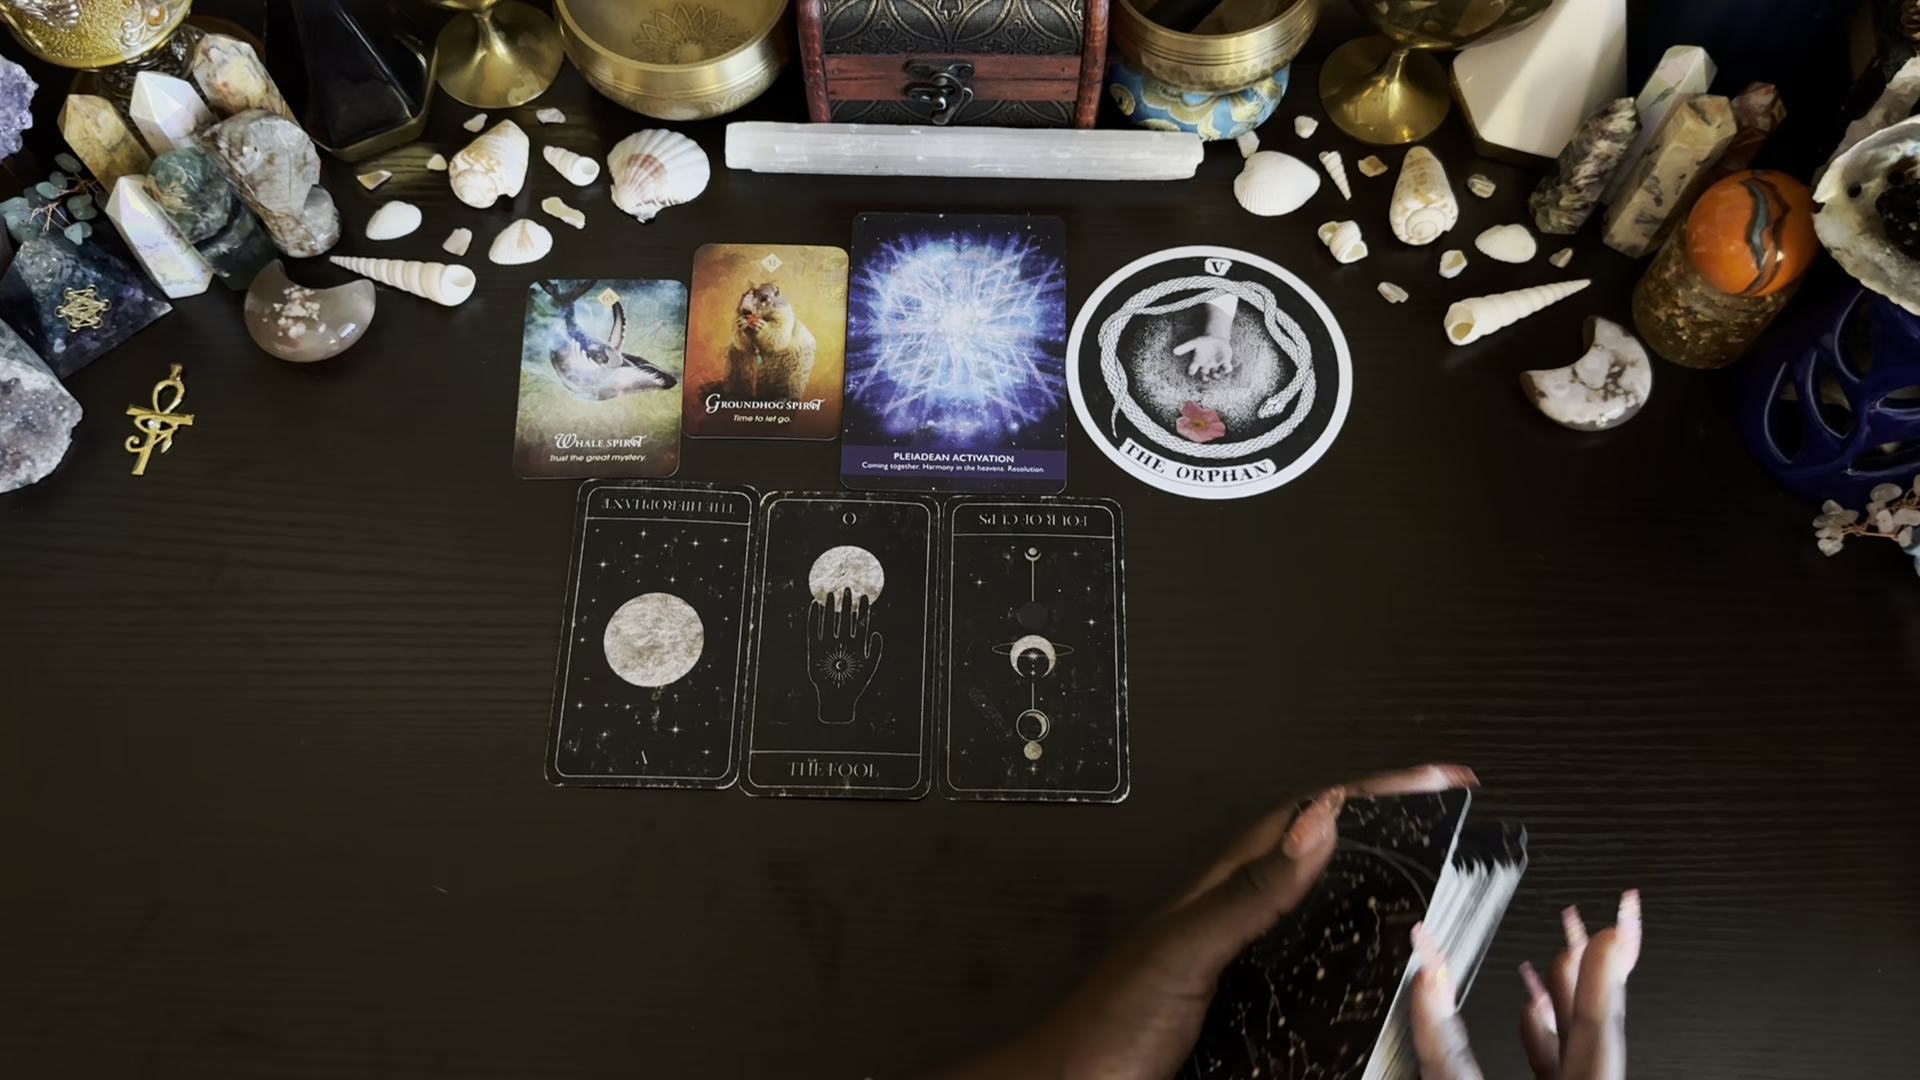 65
WHALE SPIRIT
Trust the great mystery.
GROUNDHOG SPIRIT
Time to let go.
PLEIADEAN ACTIVATION
Coming together. Harmony in the heavens. Resolution.
V
THE ORPHAN
THE HIEROPHANT
V
0
THE FOOL
FOUR OF CUPS